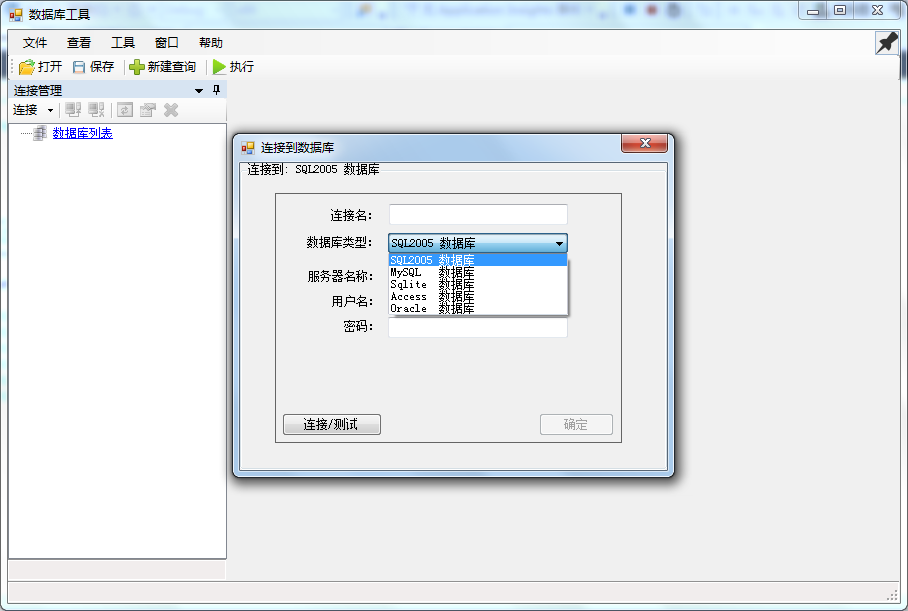 数据库工具
文件 查看 工具 窗口 帮助
打开 保存 新建查询 执行
连接管理
连接
数据库列表
连接到数据库
连接到: SQL2005 数据库
连接名:
数据库类型: SQL2005 数据库
SQL2005 数据库
MySQL 数据库
服务器名称:
Sqlite 数据库
Access 数据库
用户名:
Oracle 数据库
密码:
连接/测试 确定